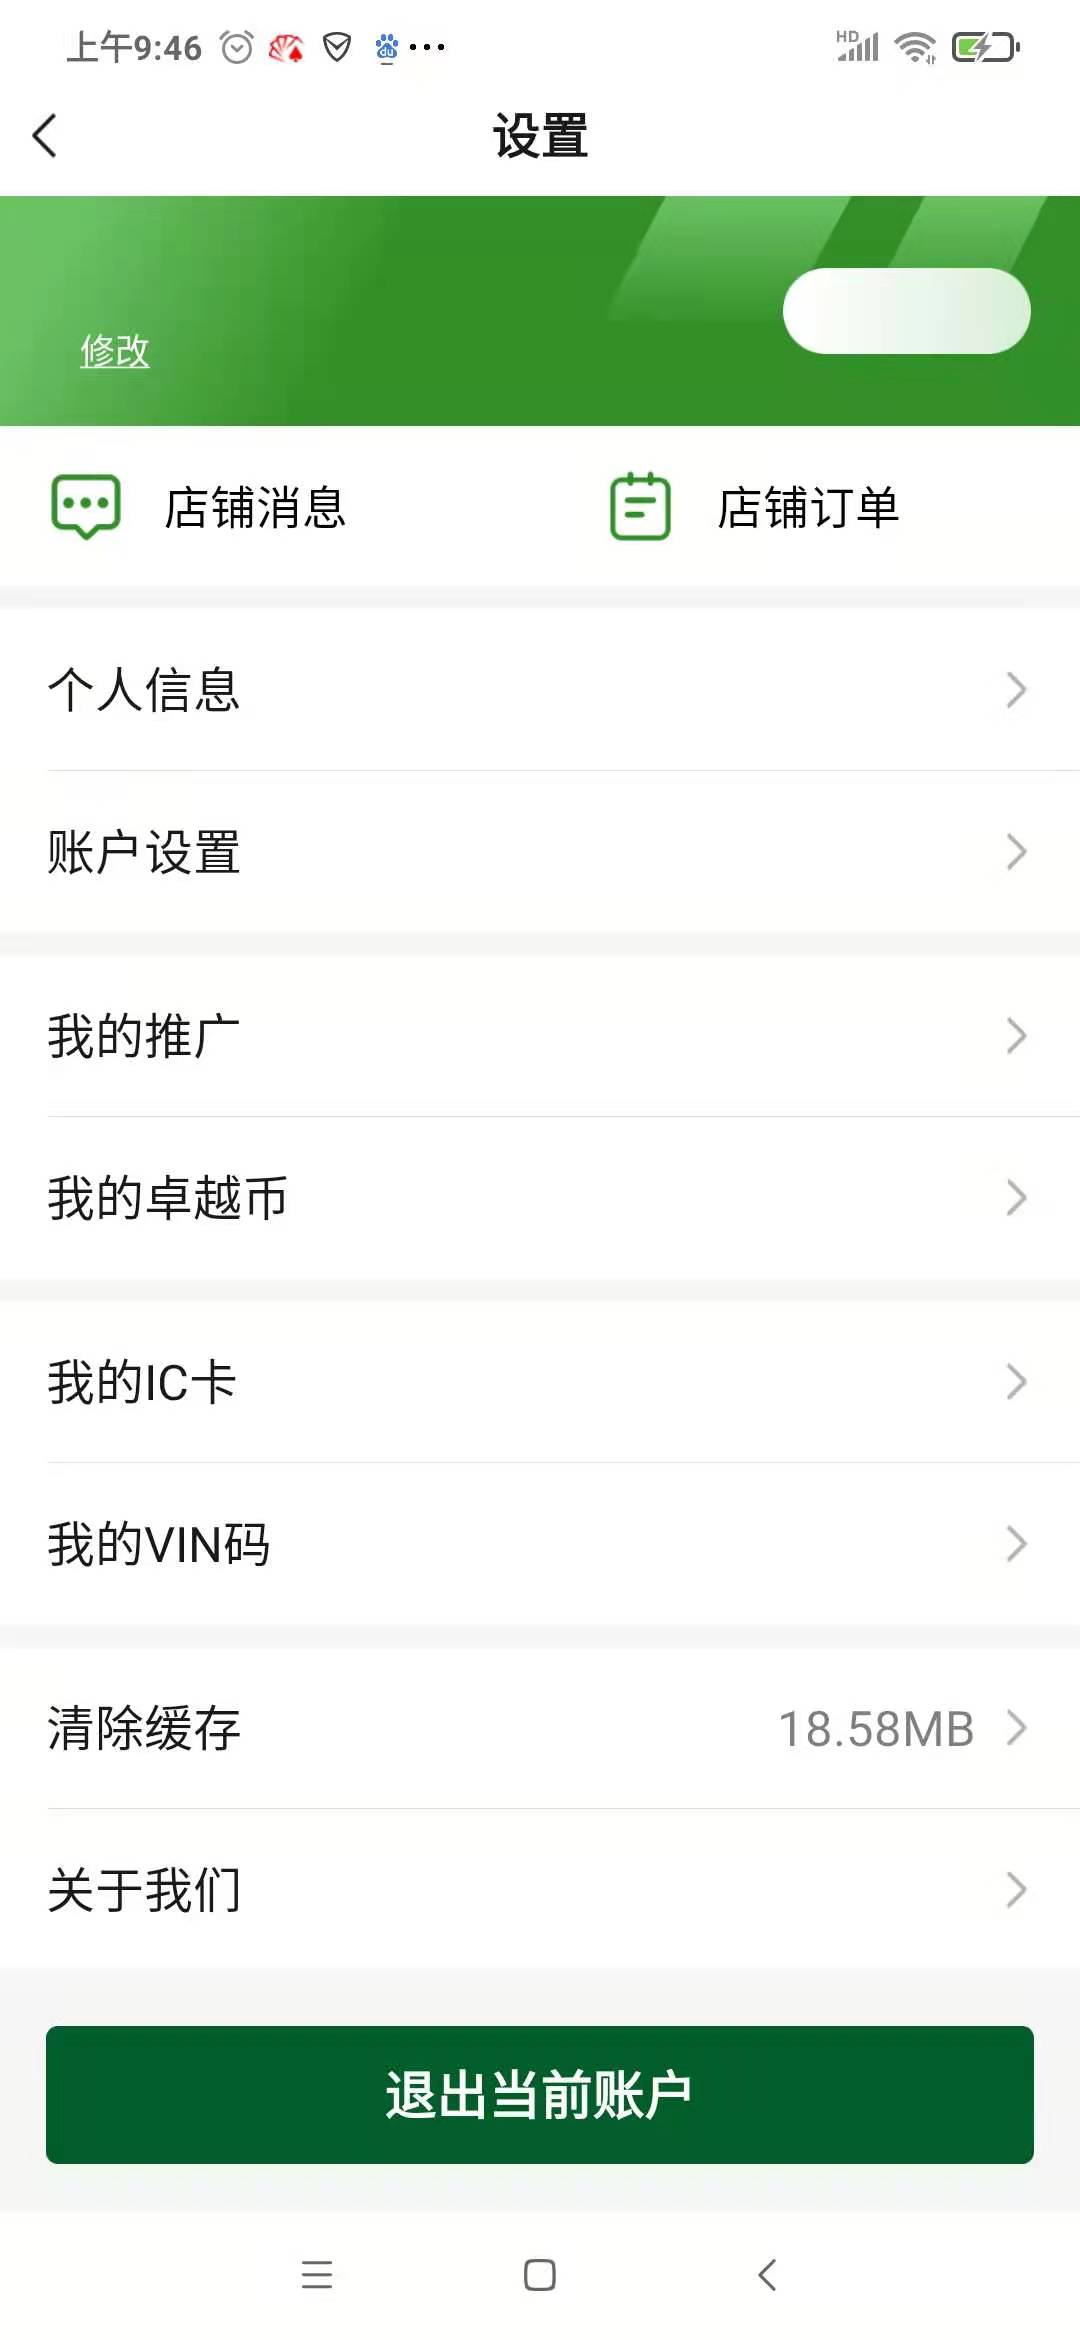 上午9:46
HD
设置
修改
店铺消息
店铺订单
个人信息
账户设置
我的推广
我的卓越币
我的IC卡
我的VIN码
清除缓存 18.58MB
关于我们
退出当前账户